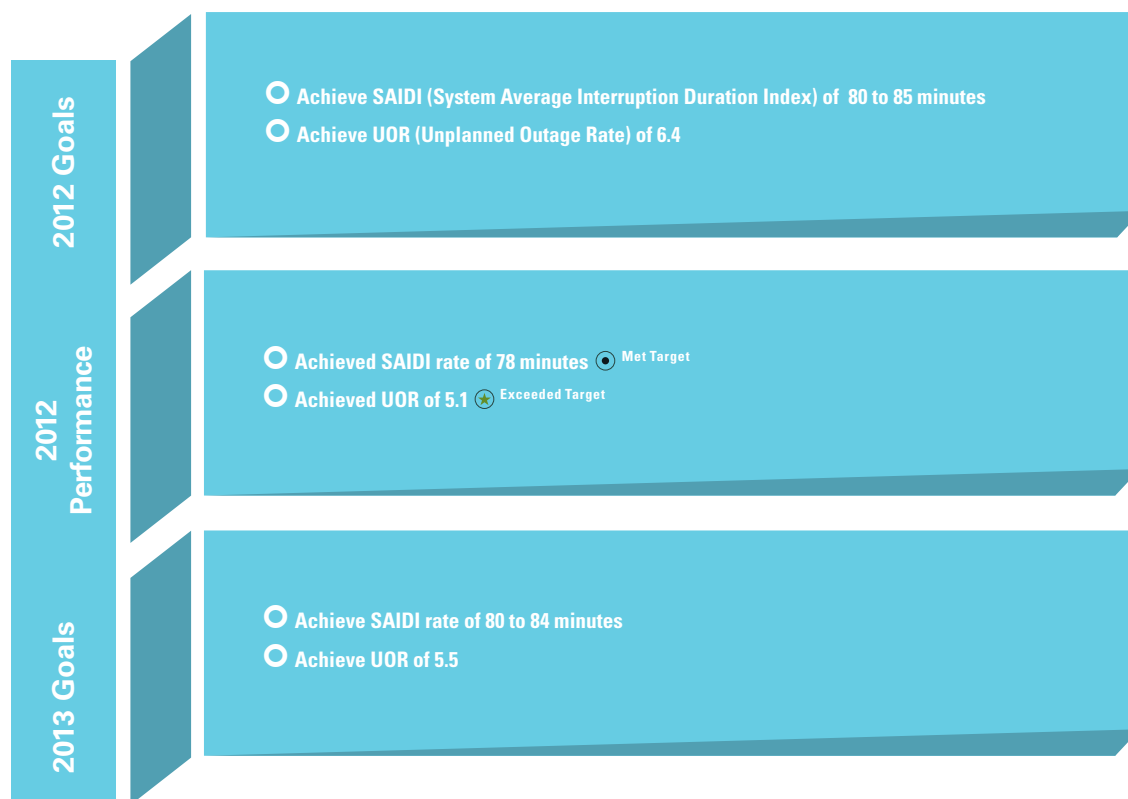 2012 Goals
Achieve SAIDI (System Average Interruption Duration Index) of 80 to 85 minutes
Achieve UOR (Unplanned Outage Rate) of 6.4
2012
Performance
Achieved SAIDI rate of 78 minutes Met Target
Achieved UOR of 5.1 Exceeded Target
2013 Goals
Achieve SAIDI rate of 80 to 84 minutes
Achieve UOR of 5.5